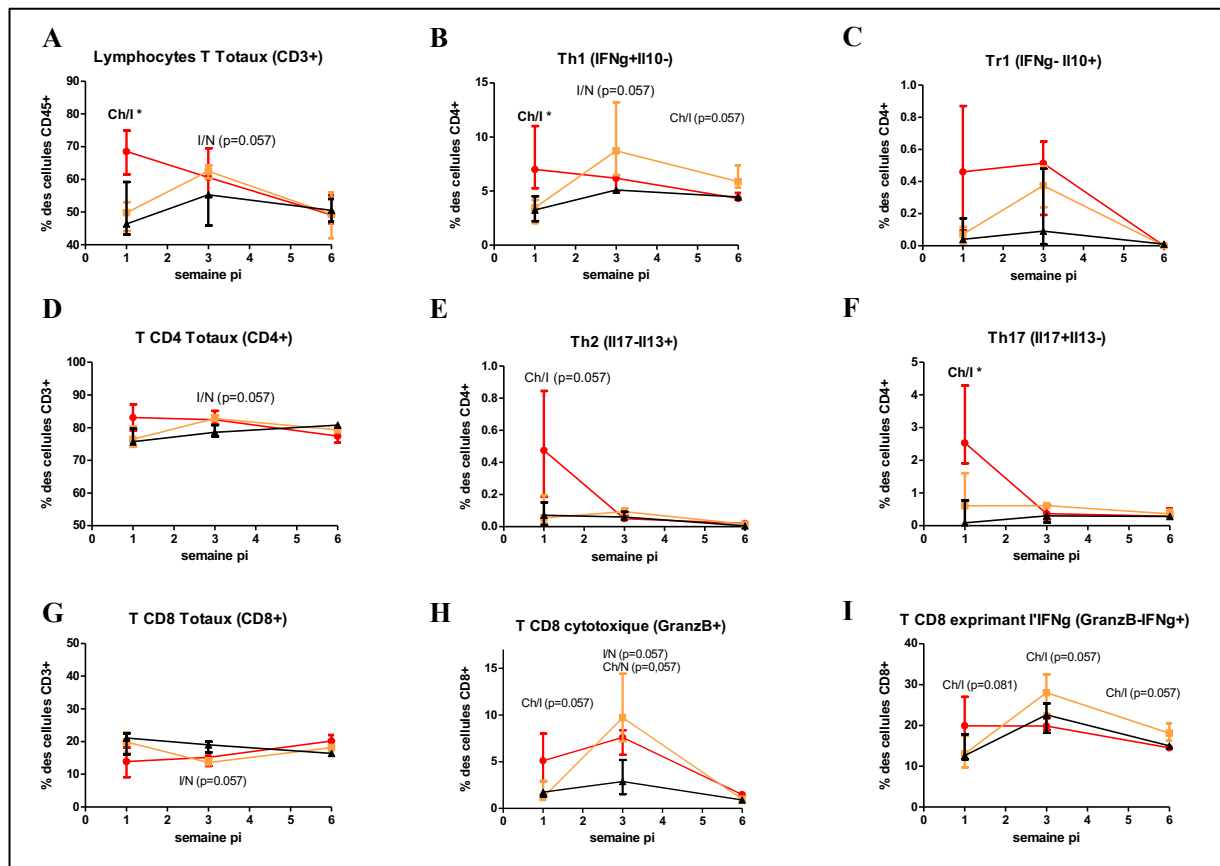 A
Lymphocytes T Totaux (CD3+)
% des cellules CD45+
90
80
70
60
50
40
Ch/I *
I/N (p=0.057)
0 1 2 3 4 5 6
semaine pi
B
Th1 (IFNg+Il10-)
% des cellules CD4+
15
10
5
0
I/N (p=0.057)
Ch/I *
Ch/I (p=0.057)
0 1 2 3 4 5 6
semaine pi
C
Tr1 (IFNg- Il10+)
% des cellules CD4+
1.0
0.8
0.6
0.4
0.2
0.0
0 1 2 3 4 5 6
semaine pi
D
T CD4 Totaux (CD4+)
% des cellules CD3+
100
90
80
70
60
50
I/N (p=0.057)
0 1 2 3 4 5 6
semaine pi
E
Th2 (Il17-Il13+)
% des cellules CD4+
1.0
0.8
0.6
0.4
0.2
0.0
Ch/I (p=0.057)
0 1 2 3 4 5 6
semaine pi
F
Th17 (Il17+Il13-)
% des cellules CD4+
5
4
3
2
1
0
Ch/I *
0 1 2 3 4 5 6
semaine pi
G
T CD8 Totaux (CD8+)
% des cellules CD3+
50
40
30
20
10
0
I/N (p=0.057)
0 1 2 3 4 5 6
semaine pi
H
T CD8 cytotoxique (GranzB+)
% des cellules CD8+
15
10
5
0
I/N (p=0.057)
Ch/N (p=0,057)
Ch/I (p=0.057)
0 1 2 3 4 5 6
semaine pi
I
T CD8 exprimant l'IFNg (GranzB-IFNg+)
% des cellules CD8+
40
30
20
10
0
Ch/I (p=0.057)
Ch/I (p=0.081)
Ch/I (p=0.057)
0 1 2 3 4 5 6
semaine pi